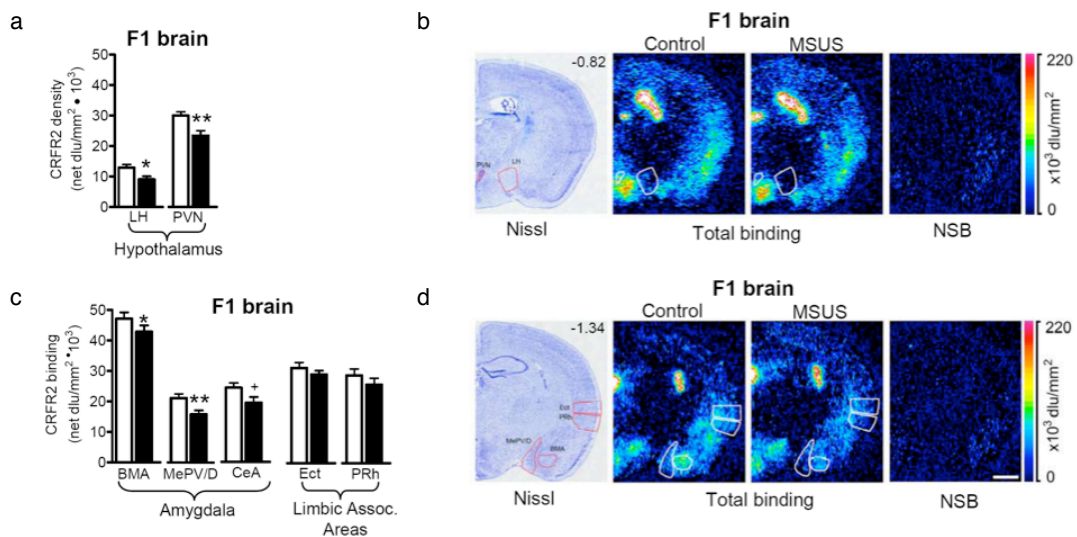 a
F1 brain
CRFR2 density
(net dlu/mm² • 10³)
50
40
30
20
10
0
*
**
LH
PVN
Hypothalamus
b
F1 brain
Control
MSUS
-0.82
PVN
LH
Nissl
Total binding
NSB
220
x10³ dlu/mm²
0
c
F1 brain
CRFR2 binding
(net dlu/mm² •10³)
50
40
30
20
10
0
*
**
+
BMA
MePV/D
CeA
Ect
PRh
Amygdala
Limbic Assoc.
Areas
d
F1 brain
Control
MSUS
-1.34
Ect
PRh
MePV/D
BMA
Nissl
Total binding
NSB
220
x10³ dlu/mm²
0